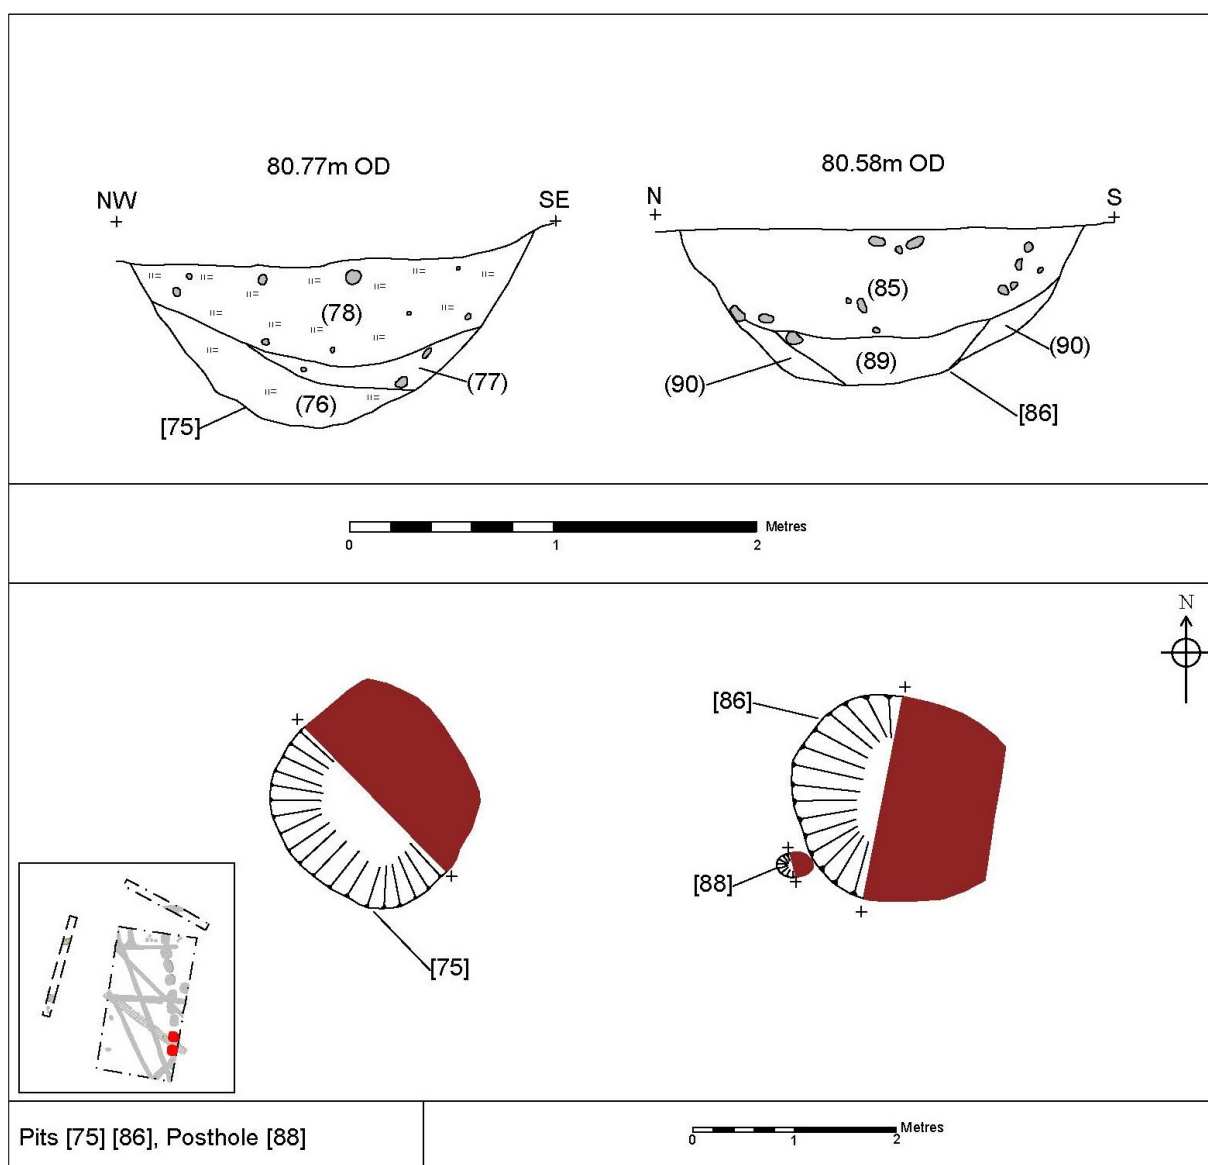 80.77m OD
80.58m OD
NW
SE
N
S
(78)
(85)
(77)
(76)
[75]
(90)
(89)
(90)
[86]
Metres
0 1 2
N
[86]
[88]
[75]
Pits [75] [86], Posthole [88]
Metres
0 1 2